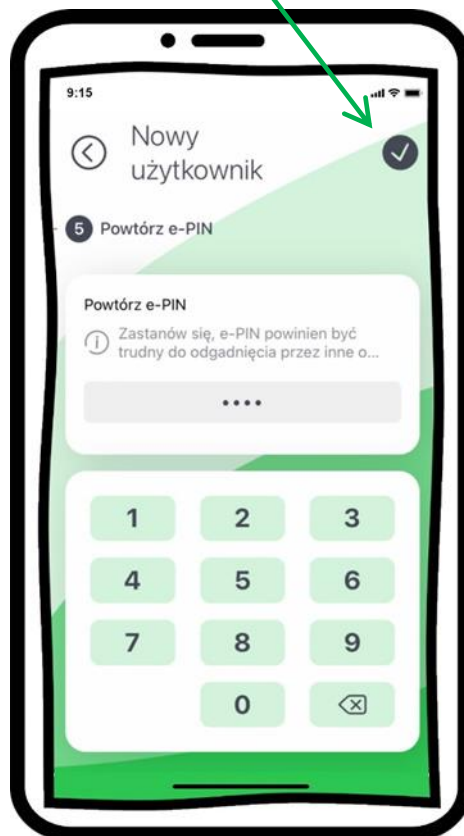 9:15
Nowy
użytkownik
5 Powtórz e-PIN
Powtórz e-PIN
Zastanów się, e-PIN powinien być
trudny do odgadnięcia przez inne o...
••••
1 2 3
4 5 6
7 8 9
0